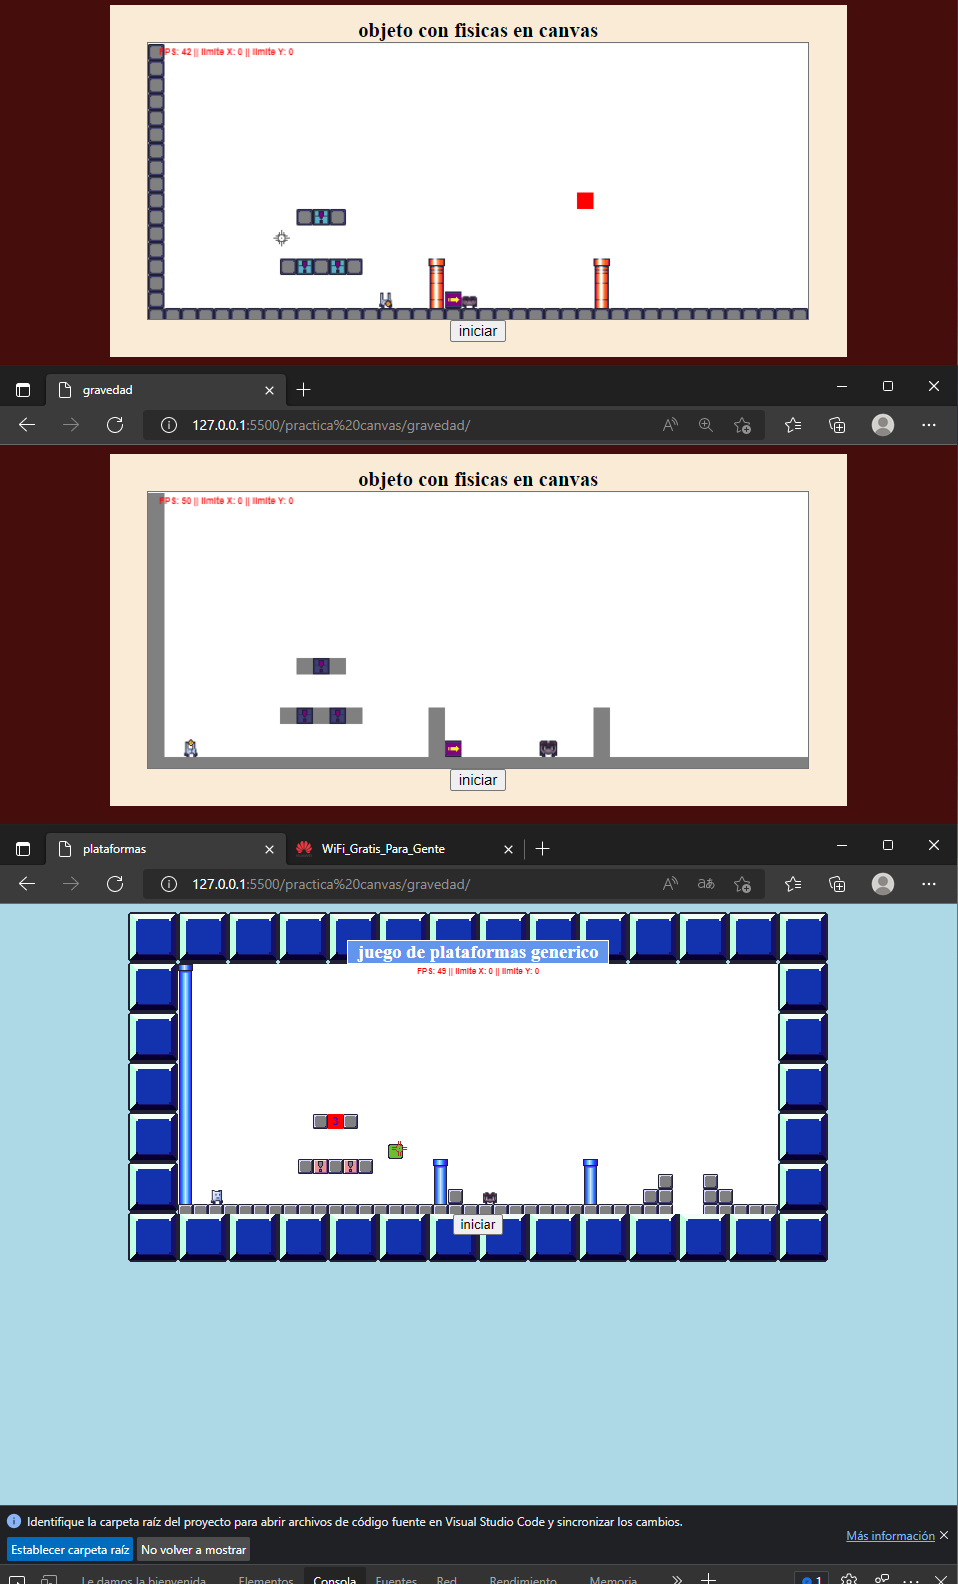 objeto con fisicas en canvas
FPS: 42 || limite X: 0 || limite Y: 0
iniciar
gravedad
127.0.0.1:5500/practica%20canvas/gravedad/
objeto con fisicas en canvas
FPS: 50 || limite X: 0 || limite Y: 0
iniciar
plataformas
WiFi_Gratis_Para_Gente
127.0.0.1:5500/practica%20canvas/gravedad/
juego de plataformas generico
FPS: 49 || limite X: 0 || limite Y: 0
iniciar
Identifique la carpeta raíz del proyecto para abrir archivos de código fuente en Visual Studio Code y sincronizar los cambios.
Más información
Establecer carpeta raíz
No volver a mostrar
Le damos la bienvenida Elementos Consola Fuentes Red Rendimiento Memoria 1